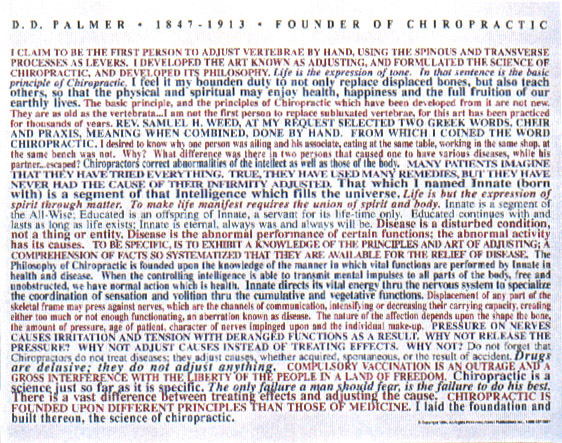 D.D. PALMER • 1847-1913 • FOUNDER OF CHIROPRACTIC
I CLAIM TO BE THE FIRST PERSON TO ADJUST VERTEBRAE BY HAND, USING THE SPINOUS AND TRANSVERSE
PROCESSES AS LEVERS. I DEVELOPED THE ART KNOWN AS ADJUSTING, AND FORMULATED THE SCIENCE OF
CHIROPRACTIC, AND DEVELOPED ITS PHILOSOPHY. Life is the expression of tone. In that sentence is the basic
principle of Chiropractic. I feel it my bounden duty to not only replace displaced bones, but also teach
others, so that the physical and spiritual may enjoy health, happiness and the full fruition of our
earthly lives. The basic principle, and the principles of Chiropractic which have been developed from it are not new.
They are as old as the vertebrata...I am not the first person to replace subluxated vertebrae, for this art has been practiced
for thousands of years. REV. SAMUEL H. WEED, AT MY REQUEST SELECTED TWO GREEK WORDS, CHEIR
AND PRAXIS, MEANING WHEN COMBINED, DONE BY HAND. FROM WHICH I COINED THE WORD
CHIROPRACTIC. I desired to know why one person was ailing and his associate, eating at the same table, working in the same shop, at
the same bench was not. Why? What difference was there in two persons that caused one to have various diseases, while his
partner...escaped? Chiropractors correct abnormalities of the intellect as well as those of the body. MANY PATIENTS IMAGINE
THAT THEY HAVE TRIED EVERYTHING. TRUE, THEY HAVE USED MANY REMEDIES, BUT THEY HAVE
NEVER HAD THE CAUSE OF THEIR INFIRMITY ADJUSTED. That which I named Innate (born
with) is a segment of that Intelligence which fills the universe. Life is but the expression of
spirit through matter. To make life manifest requires the union of spirit and body. Innate is a segment of
the All-Wise; Educated is an offspring of Innate, a servant for its life-time only. Educated continues with and
lasts as long as life exists; Innate is eternal, always was and always will be. Disease is a disturbed condition,
not a thing or entity. Disease is the abnormal performance of certain functions; the abnormal activity
has its causes. TO BE SPECIFIC, IS TO EXHIBIT A KNOWLEDGE OF THE PRINCIPLES AND ART OF ADJUSTING; A
COMPREHENSION OF FACTS SO SYSTEMATIZED THAT THEY ARE AVAILABLE FOR THE RELIEF OF DISEASE. The
Philosophy of Chiropractic is founded upon the knowledge of the manner in which vital functions are performed by Innate in
health and disease. When the controlling intelligence is able to transmit mental impulses to all parts of the body, free and
unobstructed, we have normal action which is health. Innate directs its vital energy thru the nervous system to specialize
the coordination of sensation and volition thru the cumulative and vegetative functions. Displacement of any part of the
skeletal frame may press against nerves, which are the channels of communication, intensifying or decreasing their carrying capacity, creating
either too much or not enough functionating, an aberration known as disease. The nature of the affection depends upon the shape the bone,
the amount of pressure, age of patient, character of nerves impinged upon and the individual make-up. PRESSURE ON NERVES
CAUSES IRRITATION AND TENSION WITH DERANGED FUNCTIONS AS A RESULT. WHY NOT RELEASE THE
PRESSURE? WHY NOT ADJUST CAUSES INSTEAD OF TREATING EFFECTS. WHY NOT? Do not forget that
Chiropractors do not treat diseases; they adjust causes, whether acquired, spontaneous, or the result of accident. Drugs
are delusive; they do not adjust anything. COMPULSORY VACCINATION IS AN OUTRAGE AND A
GROSS INTERFERENCE WITH THE LIBERTY OF THE PEOPLE IN A LAND OF FREEDOM. Chiropractic is a
science just so far as it is specific. The only failure a man should fear, is the failure to do his best.
There is a vast difference between treating effects and adjusting the cause. CHIROPRACTIC IS
FOUNDED UPON DIFFERENT PRINCIPLES THAN THOSE OF MEDICINE. I laid the foundation and
built thereon, the science of chiropractic.